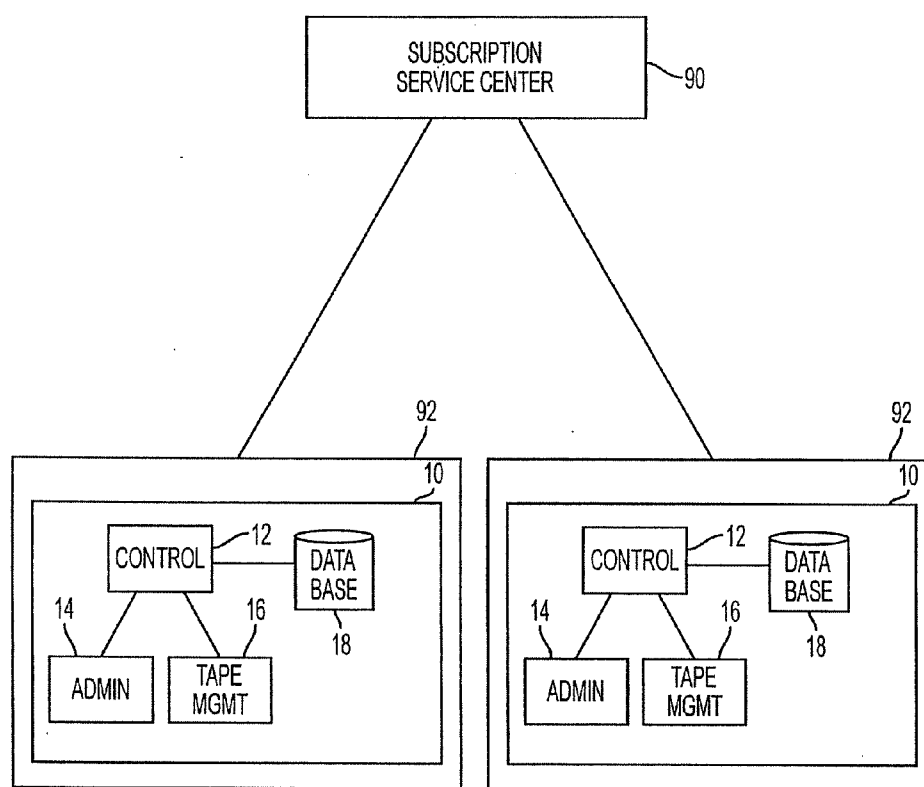 SUBSCRIPTION
SERVICE CENTER
90
92
92
10
10
CONTROL
12
DATA
BASE
18
14
16
ADMIN
TAPE
MGMT
CONTROL
12
DATA
BASE
18
14
16
ADMIN
TAPE
MGMT